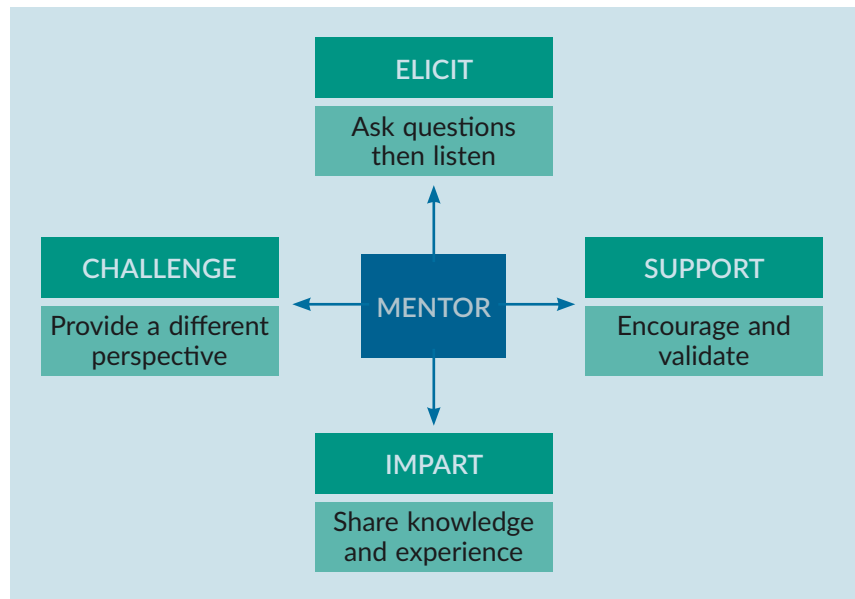 ELICIT
Ask questions
then listen
CHALLENGE
Provide a different
perspective
MENTOR
SUPPORT
Encourage and
validate
IMPART
Share knowledge
and experience